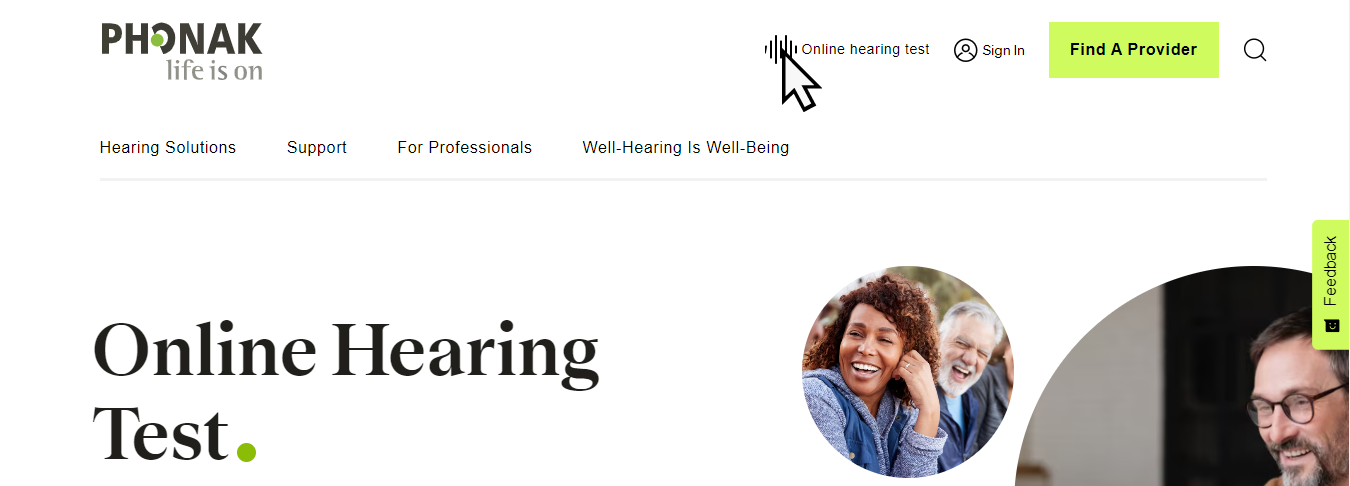 PHONAK
life is on
Online hearing test
Sign In
Find A Provider
Hearing Solutions
Support
For Professionals
Well-Hearing Is Well-Being
Feedback
Online Hearing
Test.